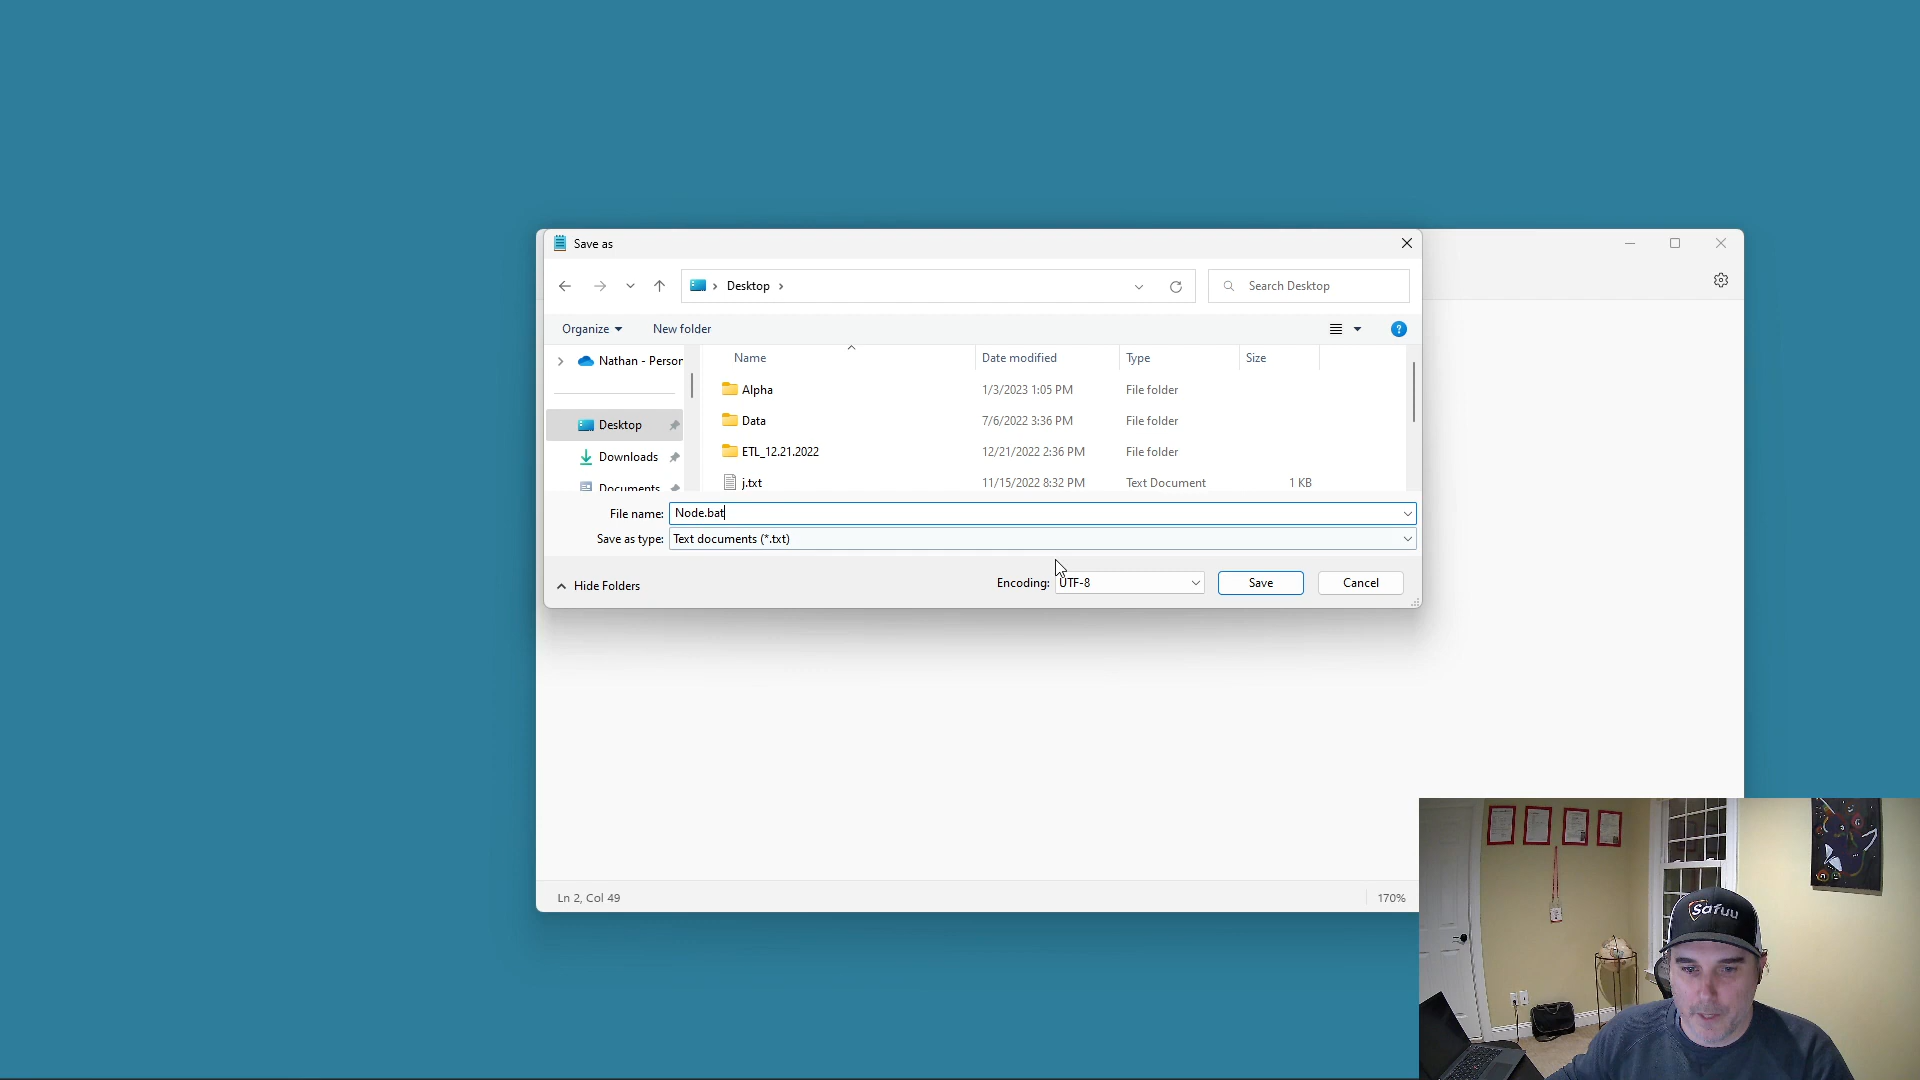 Save as
Desktop
Search Desktop
Organize
New folder
Nathan - Person
Name
Date modified
Type
Size
Alpha
1/3/2023 1:05 PM
File folder
Desktop
Data
7/6/2022 3:36 PM
File folder
Downloads
ETL_12.21.2022
12/21/2022 2:36 PM
File folder
Documents
j.txt
11/15/2022 8:32 PM
Text Document
1 KB
File name:
Node.bat
Save as type:
Text documents (*.txt)
Hide Folders
Encoding:
UTF-8
Save
Cancel
Ln 2, Col 49
170%
Safuu